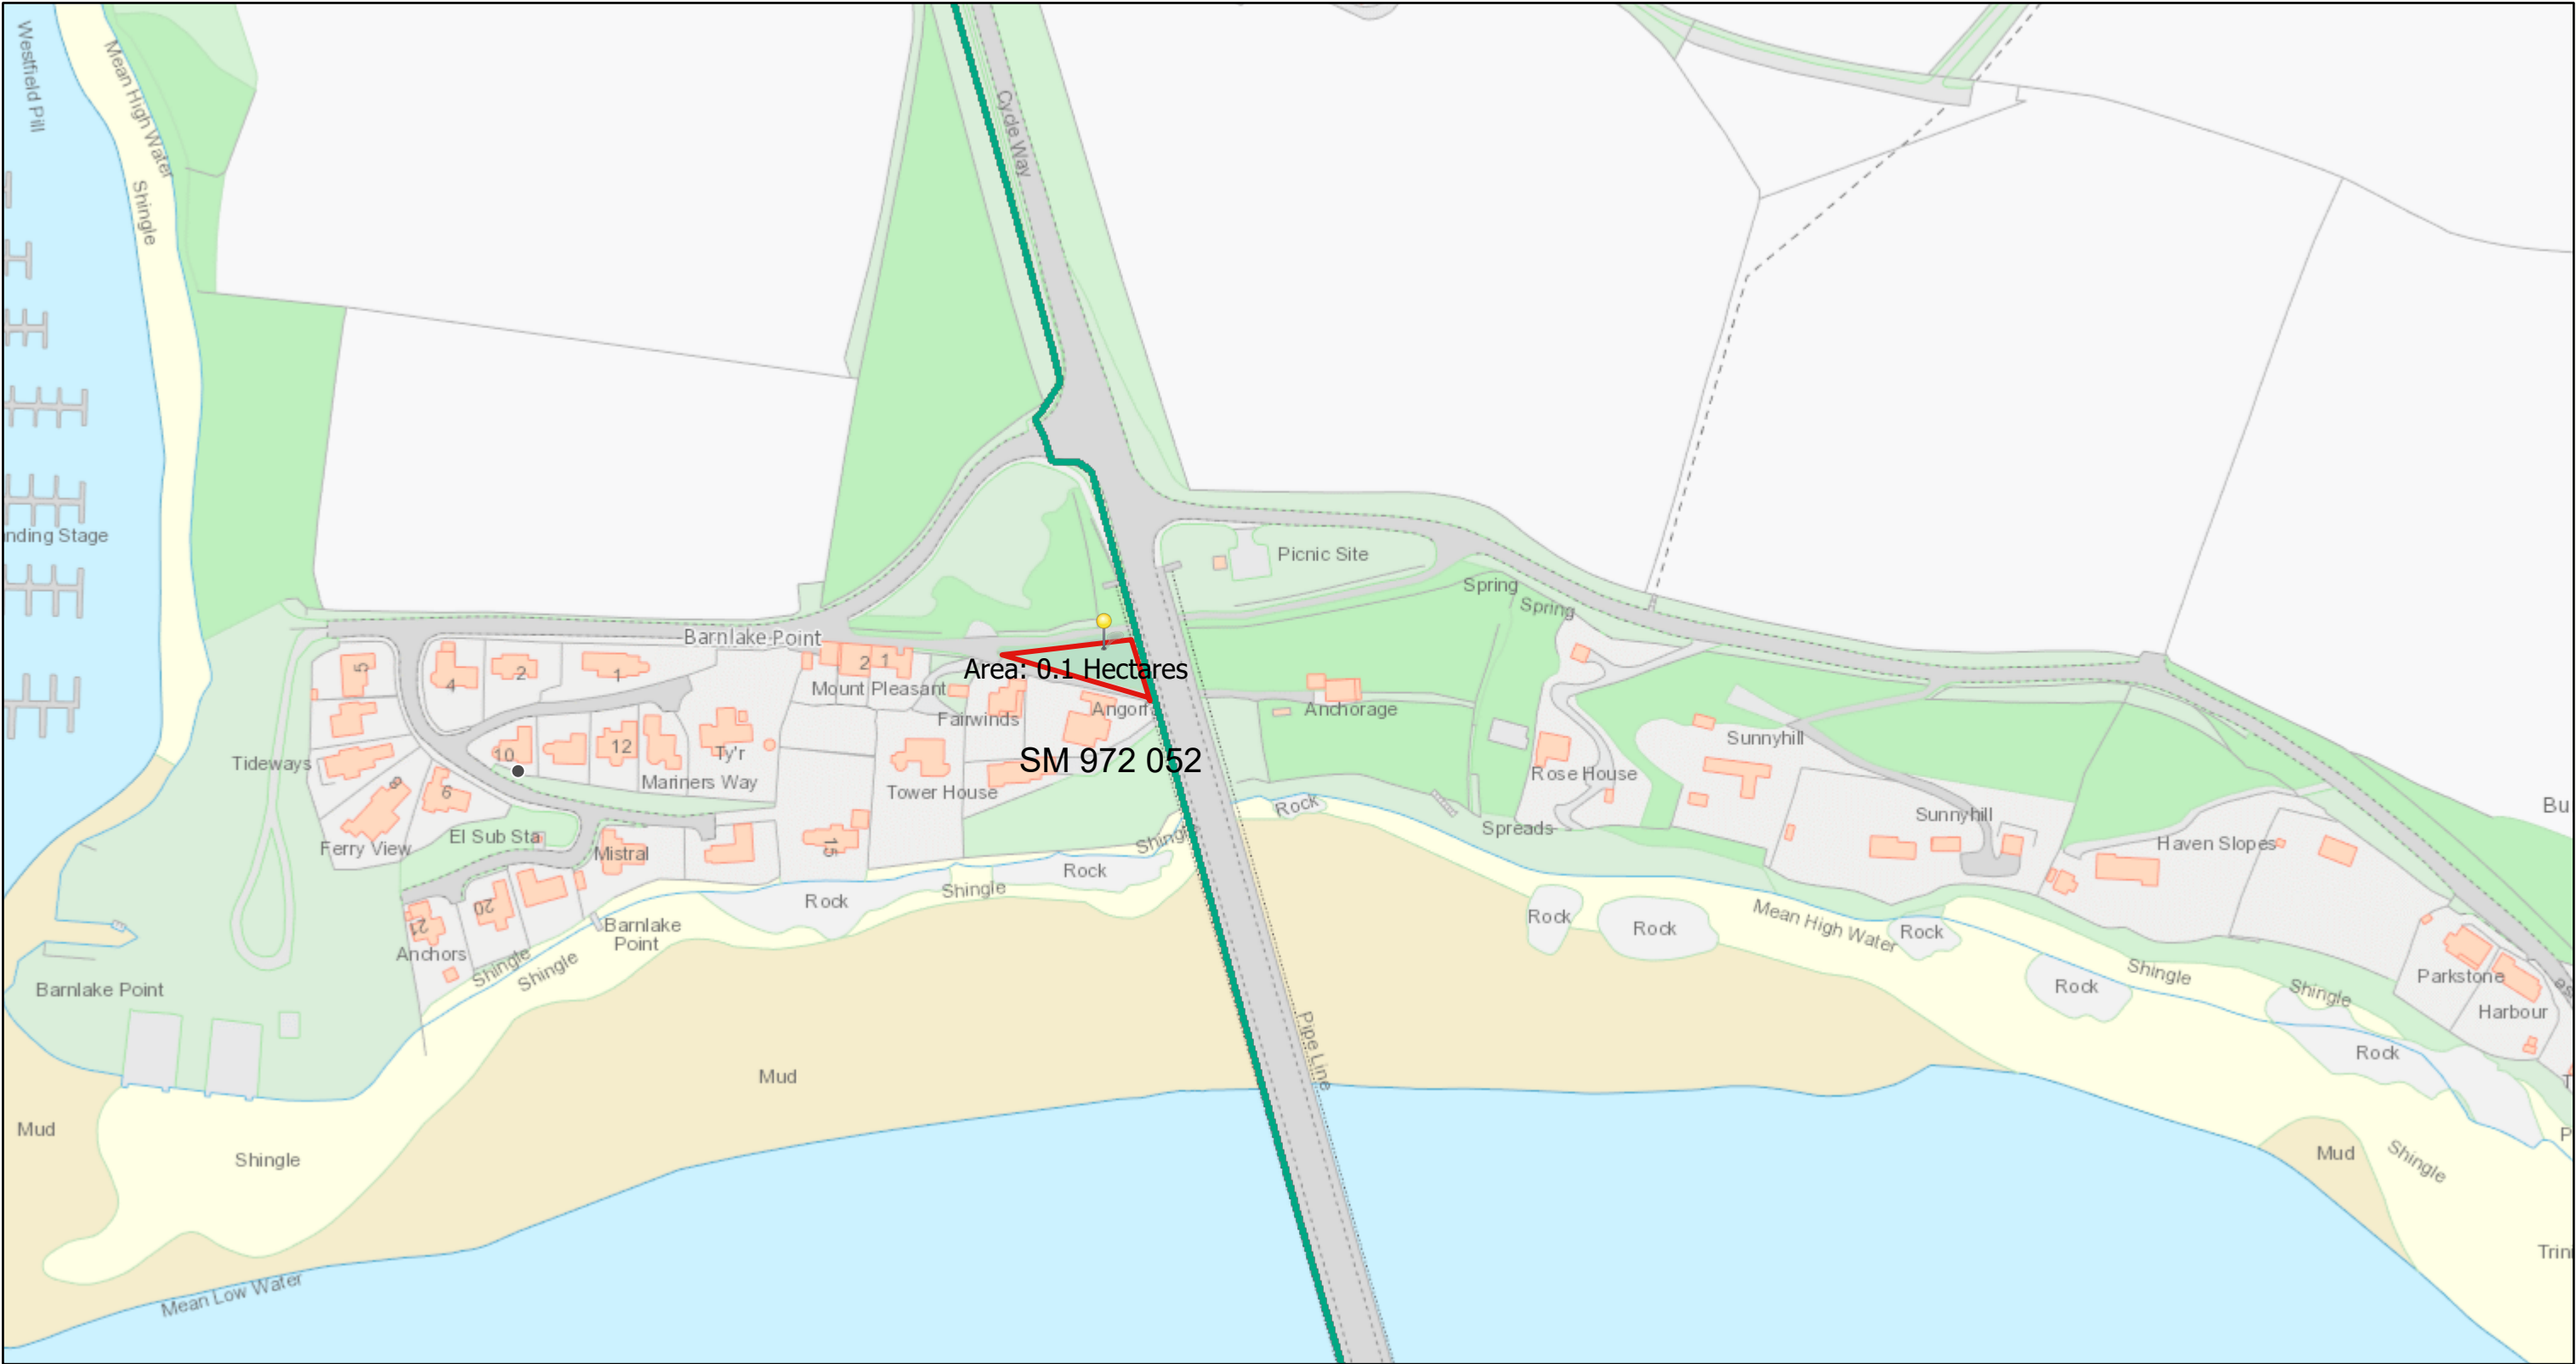 Westfield Pill
Mean High Water
Shingle
Cycle Way
nding Stage
Picnic Site
Spring
Spring
Barnlake Point
5
4
2
1
2
1
Area: 0.1 Hectares
Mount Pleasant
Fairwinds
Angorf
Anchorage
10
12
Ty'r
Mariners Way
Tideways
SM 972 052
Tower House
Rose House
Sunnyhill
Rock
8
6
El Sub Sta
Ferry View
Mistral
15
Shingle
Spreads
Sunnyhill
Haven Slopes
Bu
Rock
Shingle
Rock
20
21
Anchors
Barnlake
Point
Shingle
Shingle
Barnlake Point
Rock
Rock
Mean High Water
Rock
Shingle
Rock
Shingle
Parkstone
Harbour
es
Rock
Pipe Line
Mud
Mud
Shingle
Mud
Shingle
P
Trin
Mean Low Water